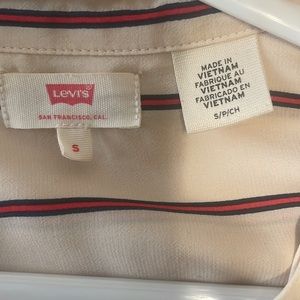 Levi's
SAN FRANCISCO, CAL.
S
MADE IN
VIETNAM
FABRIQUÉ AU
VIETNAM
FABRICADO EN
VIETNAM
S/P/CH